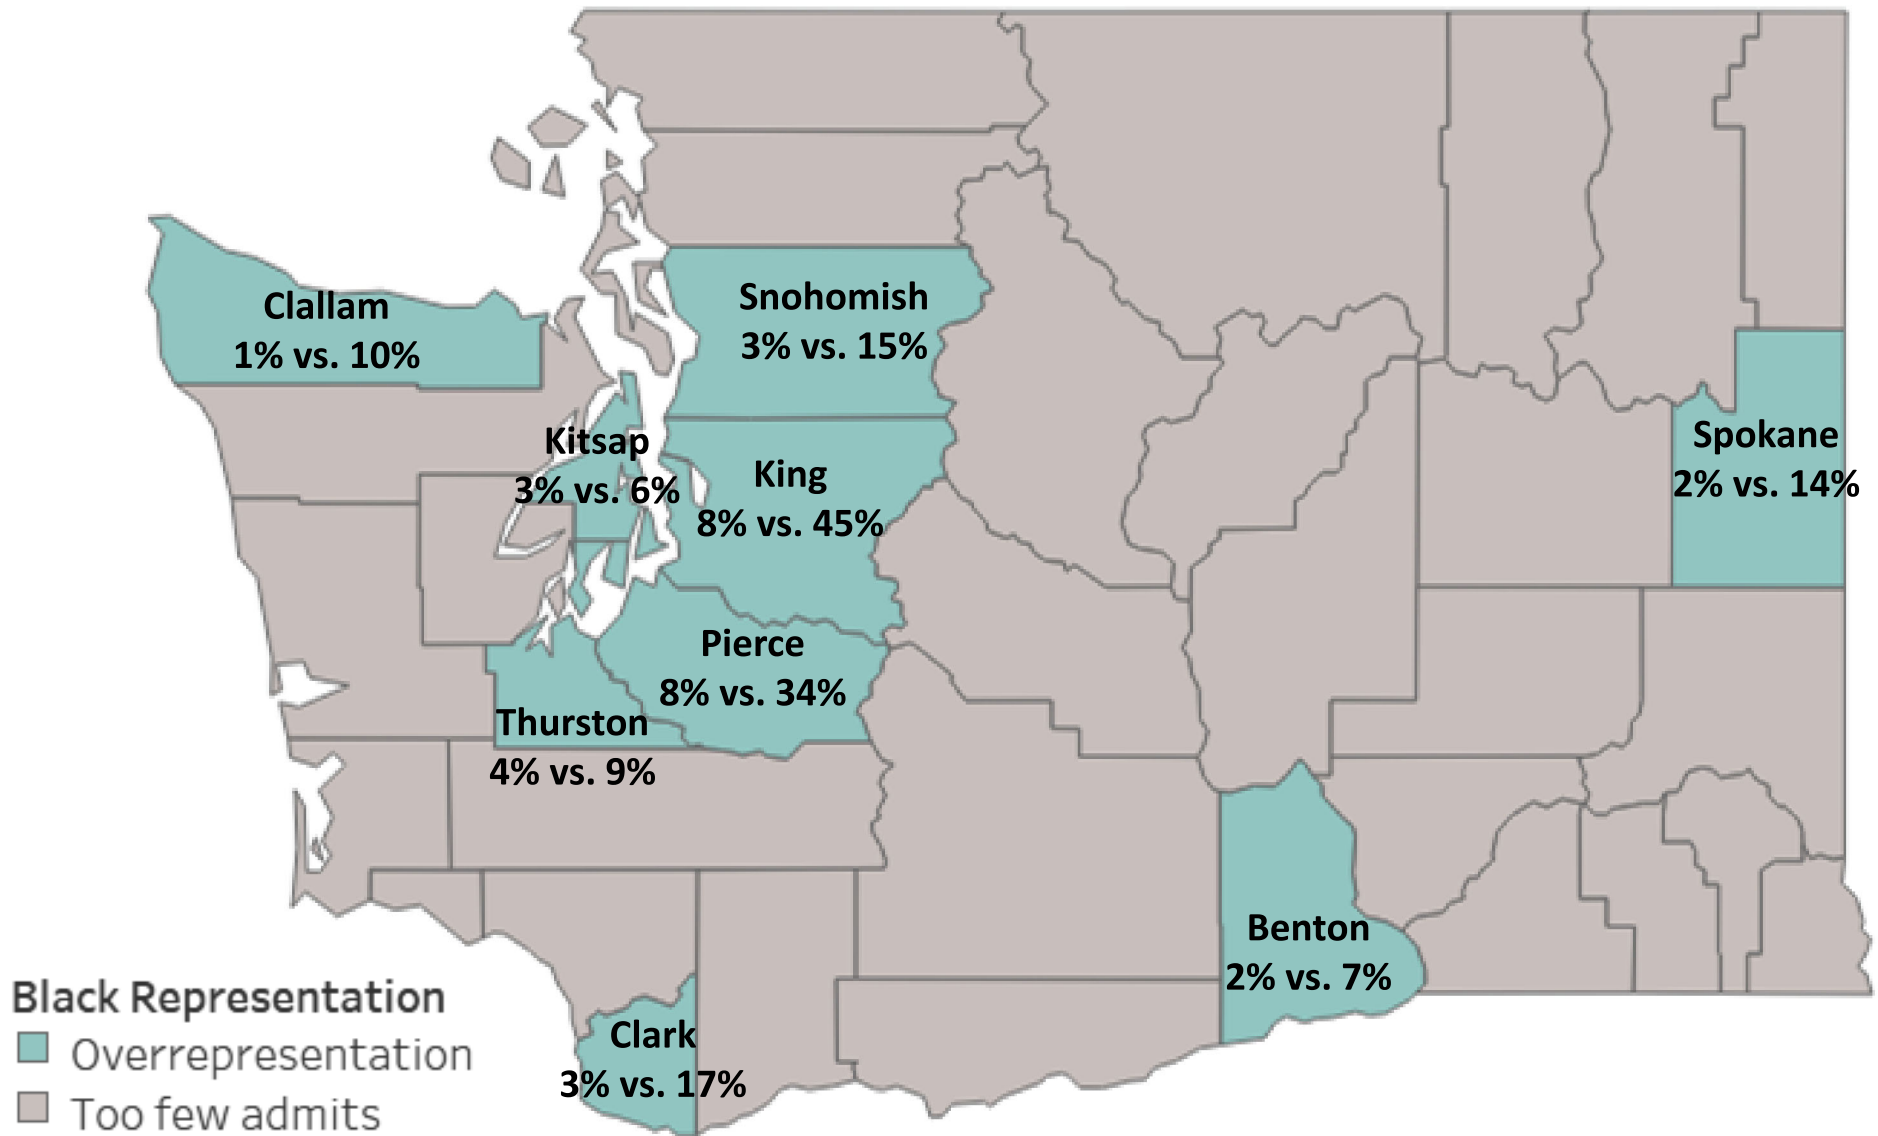 Clallam
1% vs. 10%
Snohomish
3% vs. 15%
Kitsap
3% vs. 6%
King
8% vs. 45%
Spokane
2% vs. 14%
Pierce
8% vs. 34%
Thurston
4% vs. 9%
Benton
2% vs. 7%
Clark
3% vs. 17%
Black Representation
Overrepresentation
Too few admits